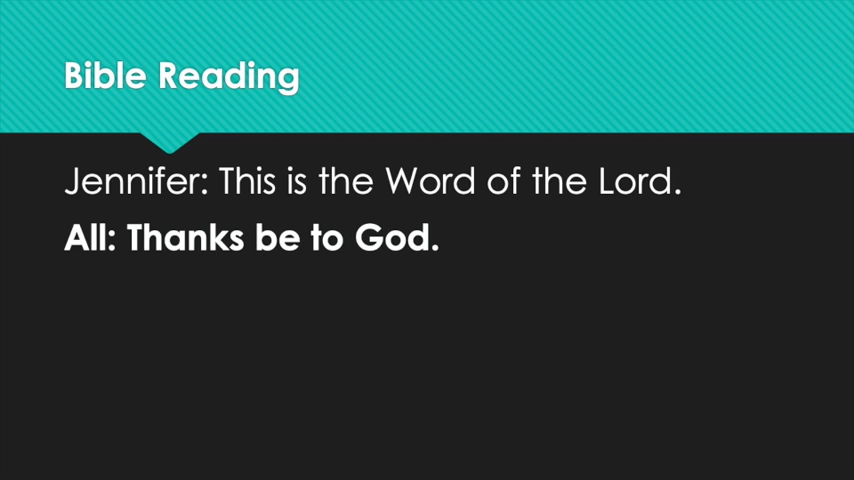 Bible Reading
Jennifer: This is the Word of the Lord.
All: Thanks be to God.